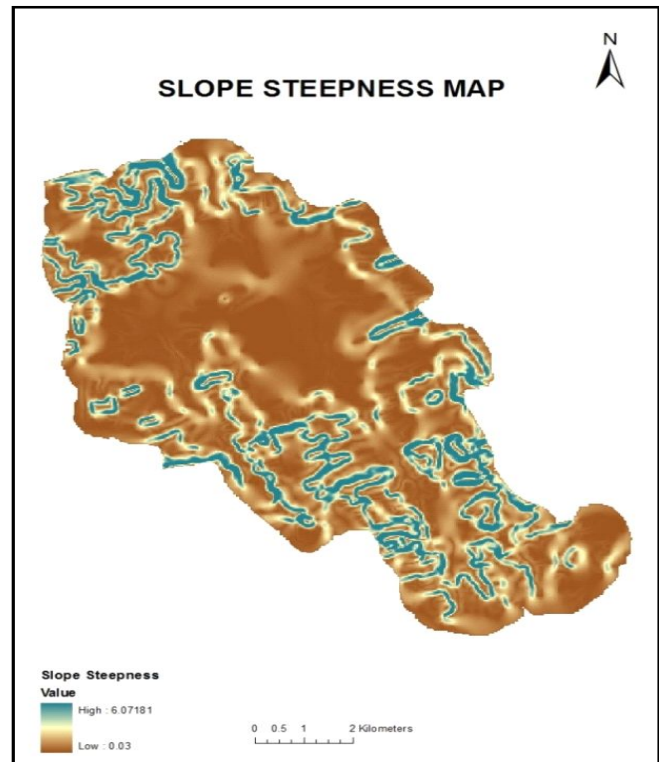 N
SLOPE STEEPNESS MAP
Slope Steepness
Value
High : 6.07181
Low : 0.03
0 0.5 1 2 Kilometers